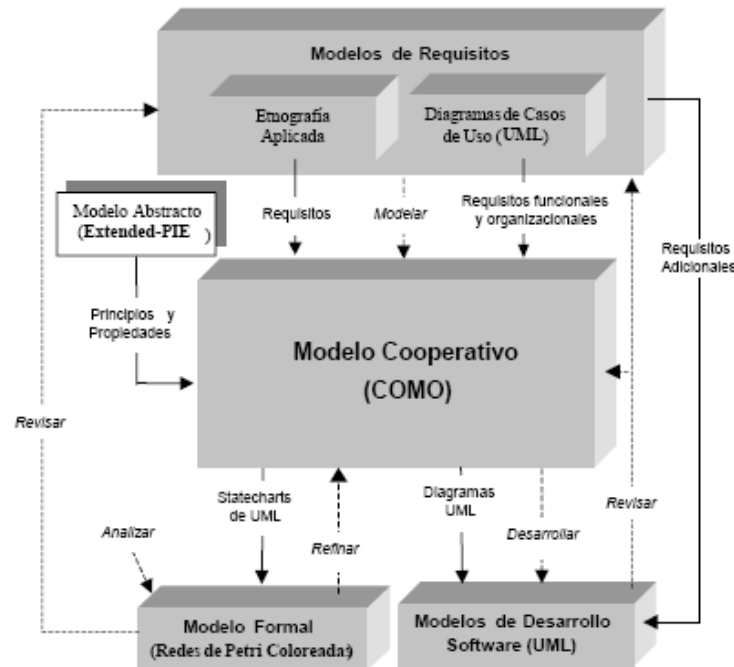 Modelos de Requisitos
Etnografía
Aplicada
Diagramas de Casos
de Uso (UML)
Modelo Abstracto
(Extended-PIE )
Requisitos
Modelar
Requisitos funcionales
y organizacionales
Requisitos
Adicionales
Principios y
Propiedades
Modelo Cooperativo
(COMO)
Revisar
Statecharts
de UML
Diagramas
UML
Revisar
Analizar
Refinar
Desarrollar
Modelo Formal
(Redes de Petri Coloreadas)
Modelos de Desarrollo
Software (UML)